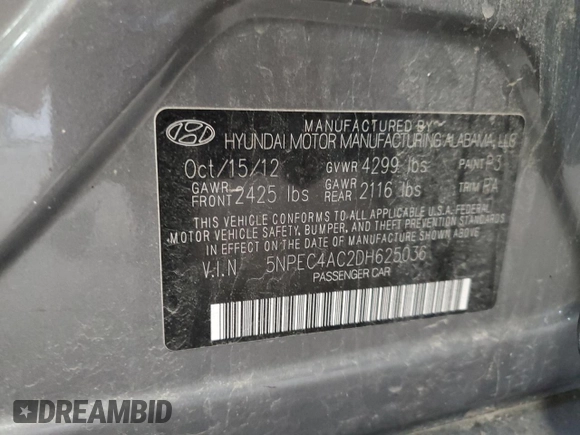 MANUFACTURED BY
HYUNDAI MOTOR MANUFACTURING ALABAMA, LLC
Oct/15/12 GVWR 4299 lbs PAINT P3
GAWR FRONT 2425 lbs GAWR REAR 2116 lbs TRIM RA
THIS VEHICLE CONFORMS TO ALL APPLICABLE U.S.A. FEDERAL
MOTOR VEHICLE SAFETY, BUMPER, AND THEFT PREVENTION STANDARDS
IN EFFECT ON THE DATE OF MANUFACTURE SHOWN ABOVE
V.I.N 5NPEC4AC2DH625036
PASSENGER CAR
DREAMBID